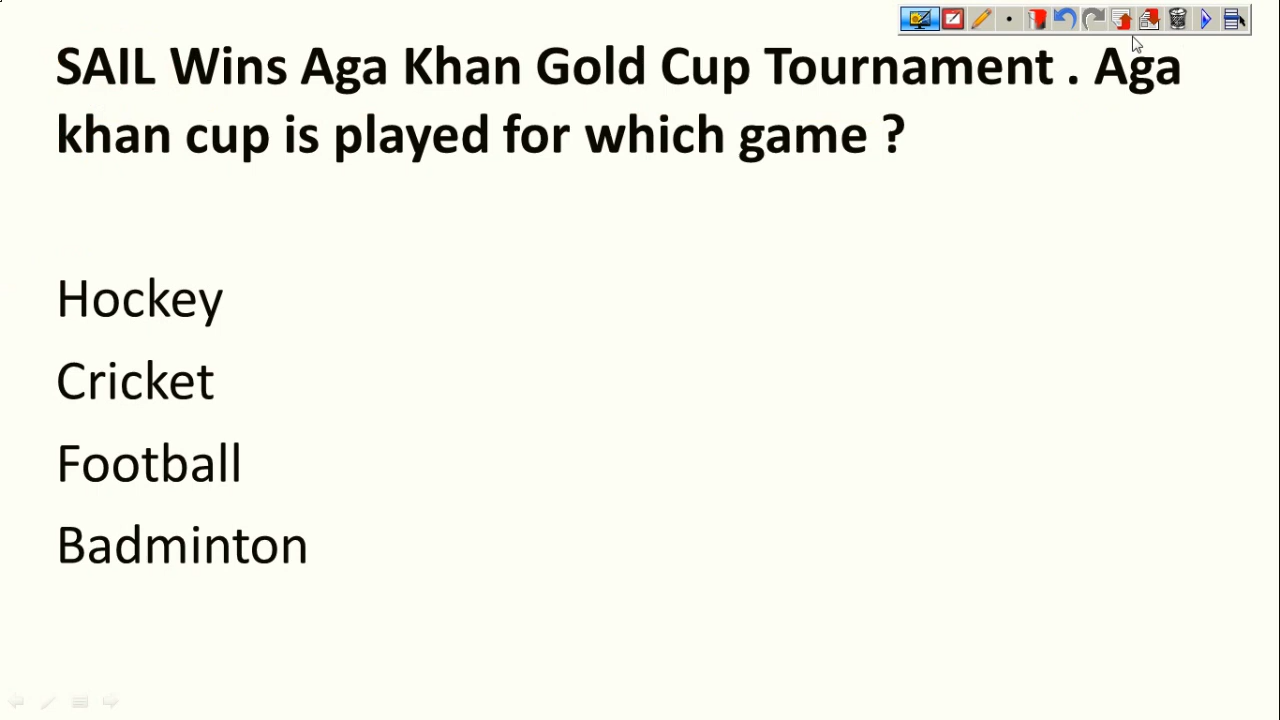 SAIL Wins Aga Khan Gold Cup Tournament . Aga
khan cup is played for which game ?
Hockey
Cricket
Football
Badminton